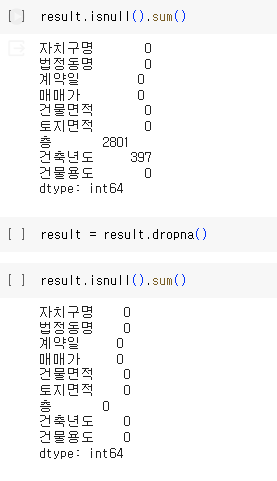 [ ] result.isnull().sum()
자치구명 0
법정동명 0
계약일 0
매매가 0
건물면적 0
토지면적 0
층 2801
건축년도 397
건물용도 0
dtype: int64
[ ] result = result.dropna()
[ ] result.isnull().sum()
자치구명 0
법정동명 0
계약일 0
매매가 0
건물면적 0
토지면적 0
층 0
건축년도 0
건물용도 0
dtype: int64